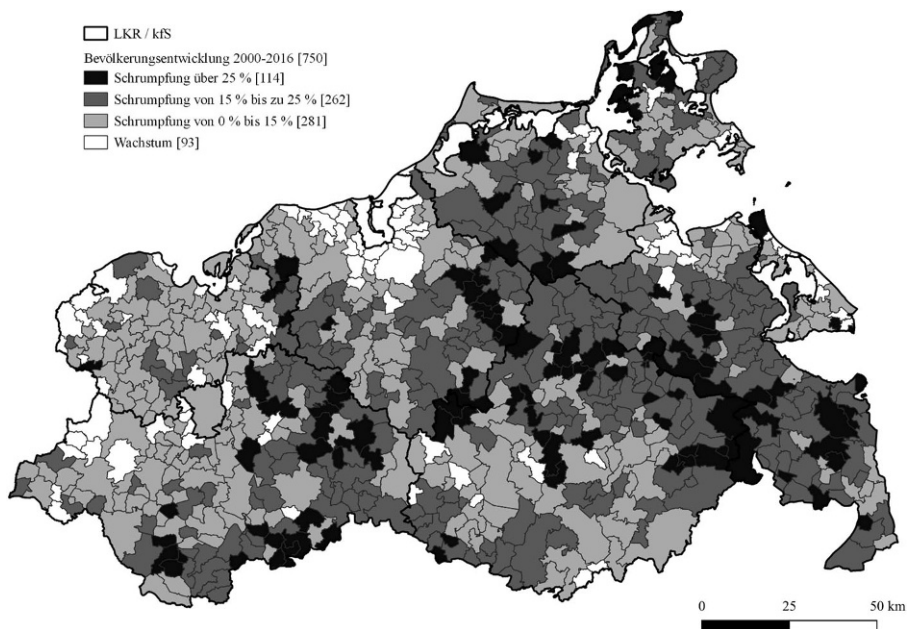 LKR / kfS
Bevölkerungsentwicklung 2000-2016 [750]
Schrumpfung über 25 % [114]
Schrumpfung von 15 % bis zu 25 % [262]
Schrumpfung von 0 % bis 15 % [281]
Wachstum [93]
0 25 50 km